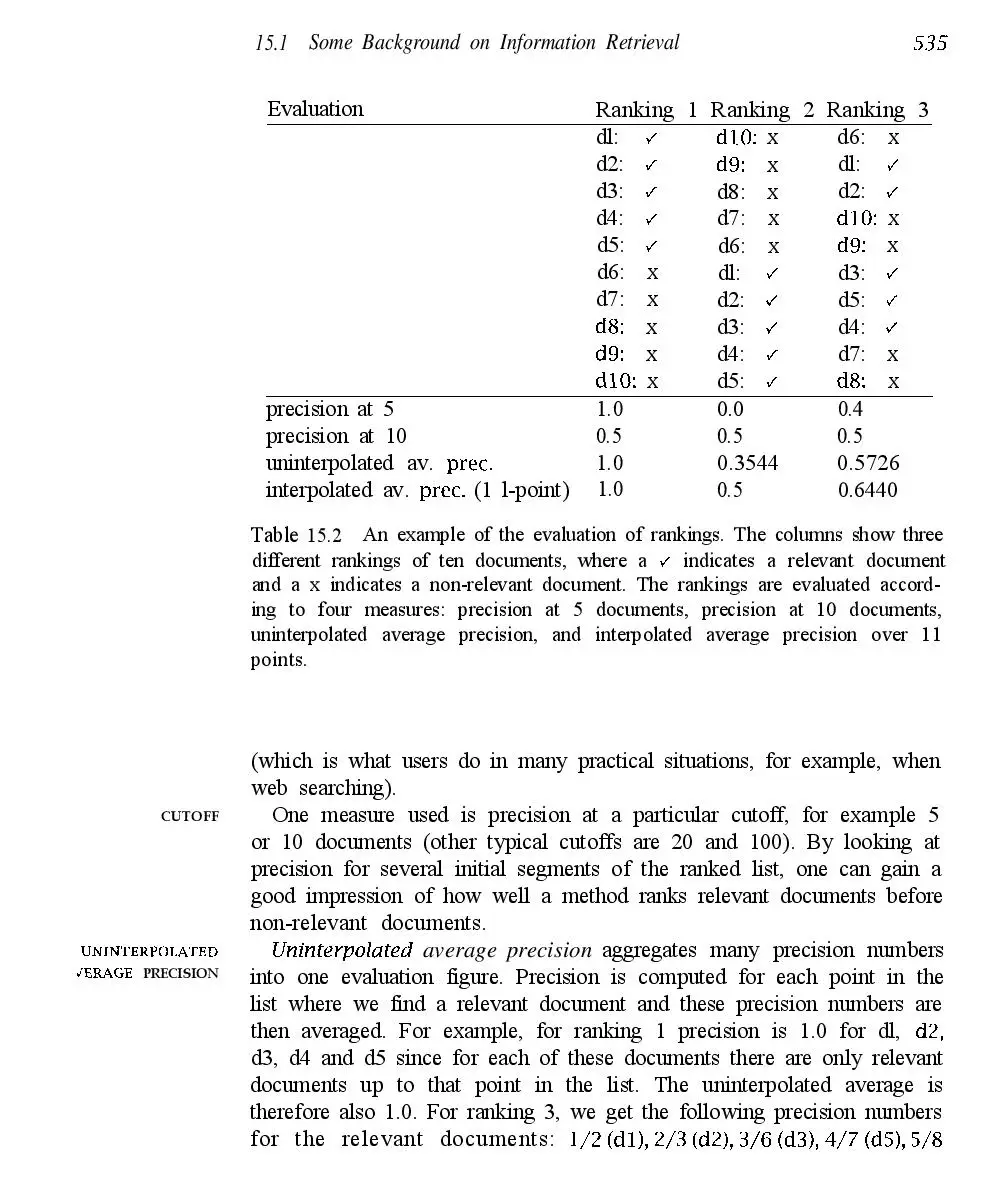 15.1 Some Background on Information Retrieval 535
Evaluation Ranking 1 Ranking 2 Ranking 3
dl: ✓ d10: x d6: x
d2: ✓ d9: x dl: ✓
d3: ✓ d8: x d2: ✓
d4: ✓ d7: x d10: x
d5: ✓ d6: x d9: x
d6: x dl: ✓ d3: ✓
d7: x d2: ✓ d5: ✓
d8: x d3: ✓ d4: ✓
d9: x d4: ✓ d7: x
d10: x d5: ✓ d8: x
precision at 5 1.0 0.0 0.4
precision at 10 0.5 0.5 0.5
uninterpolated av. prec. 1.0 0.3544 0.5726
interpolated av. prec. (1 l-point) 1.0 0.5 0.6440
Table 15.2 An example of the evaluation of rankings. The columns show three
different rankings of ten documents, where a ✓ indicates a relevant document
and a x indicates a non-relevant document. The rankings are evaluated accord-
ing to four measures: precision at 5 documents, precision at 10 documents,
uninterpolated average precision, and interpolated average precision over 11
points.
(which is what users do in many practical situations, for example, when
web searching).
CUTOFF One measure used is precision at a particular cutoff, for example 5
or 10 documents (other typical cutoffs are 20 and 100). By looking at
precision for several initial segments of the ranked list, one can gain a
good impression of how well a method ranks relevant documents before
non-relevant documents.
UNINTERPOLATED Uninterpolated average precision aggregates many precision numbers
VERAGE PRECISION into one evaluation figure. Precision is computed for each point in the
list where we find a relevant document and these precision numbers are
then averaged. For example, for ranking 1 precision is 1.0 for dl, d2,
d3, d4 and d5 since for each of these documents there are only relevant
documents up to that point in the list. The uninterpolated average is
therefore also 1.0. For ranking 3, we get the following precision numbers
for the relevant documents: 1/2 (d1), 2/3 (d2), 3/6 (d3), 4/7 (d5), 5/8